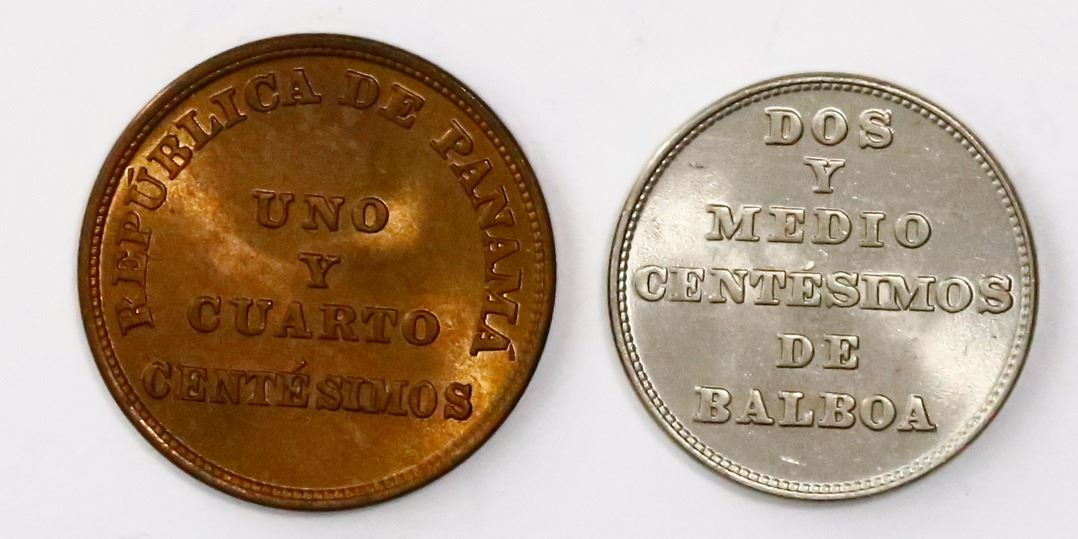 REPÚBLICA DE PANAMÁ
UNO
Y
CUARTO
CENTÉSIMOS
DOS
Y
MEDIO
CENTÉSIMOS
DE
BALBOA